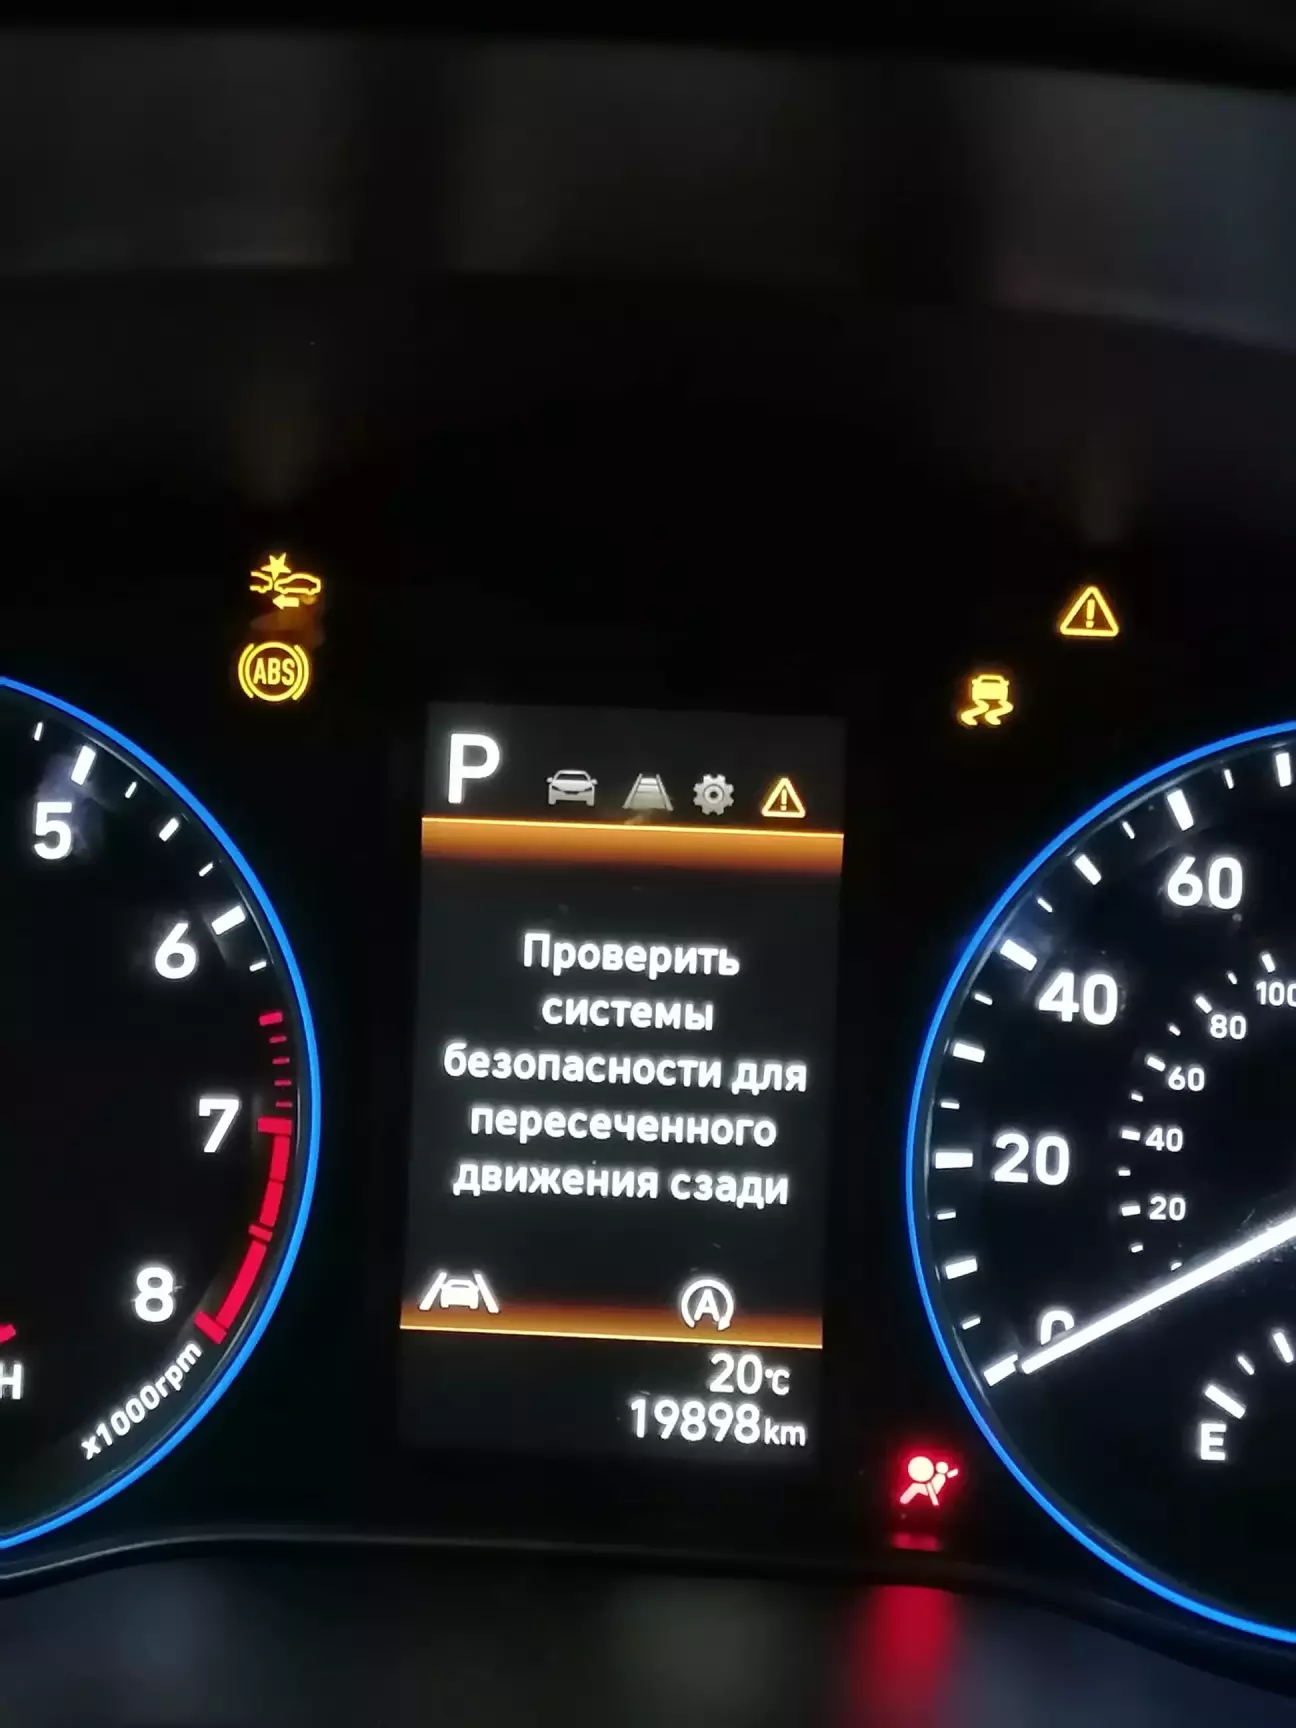 ABS
P
Проверить
системы
безопасности для
пересеченного
движения сзади
A
20°C
19898km
5
6
7
8
x1000rpm
H
0
20
40
60
20
40
60
80
100
E